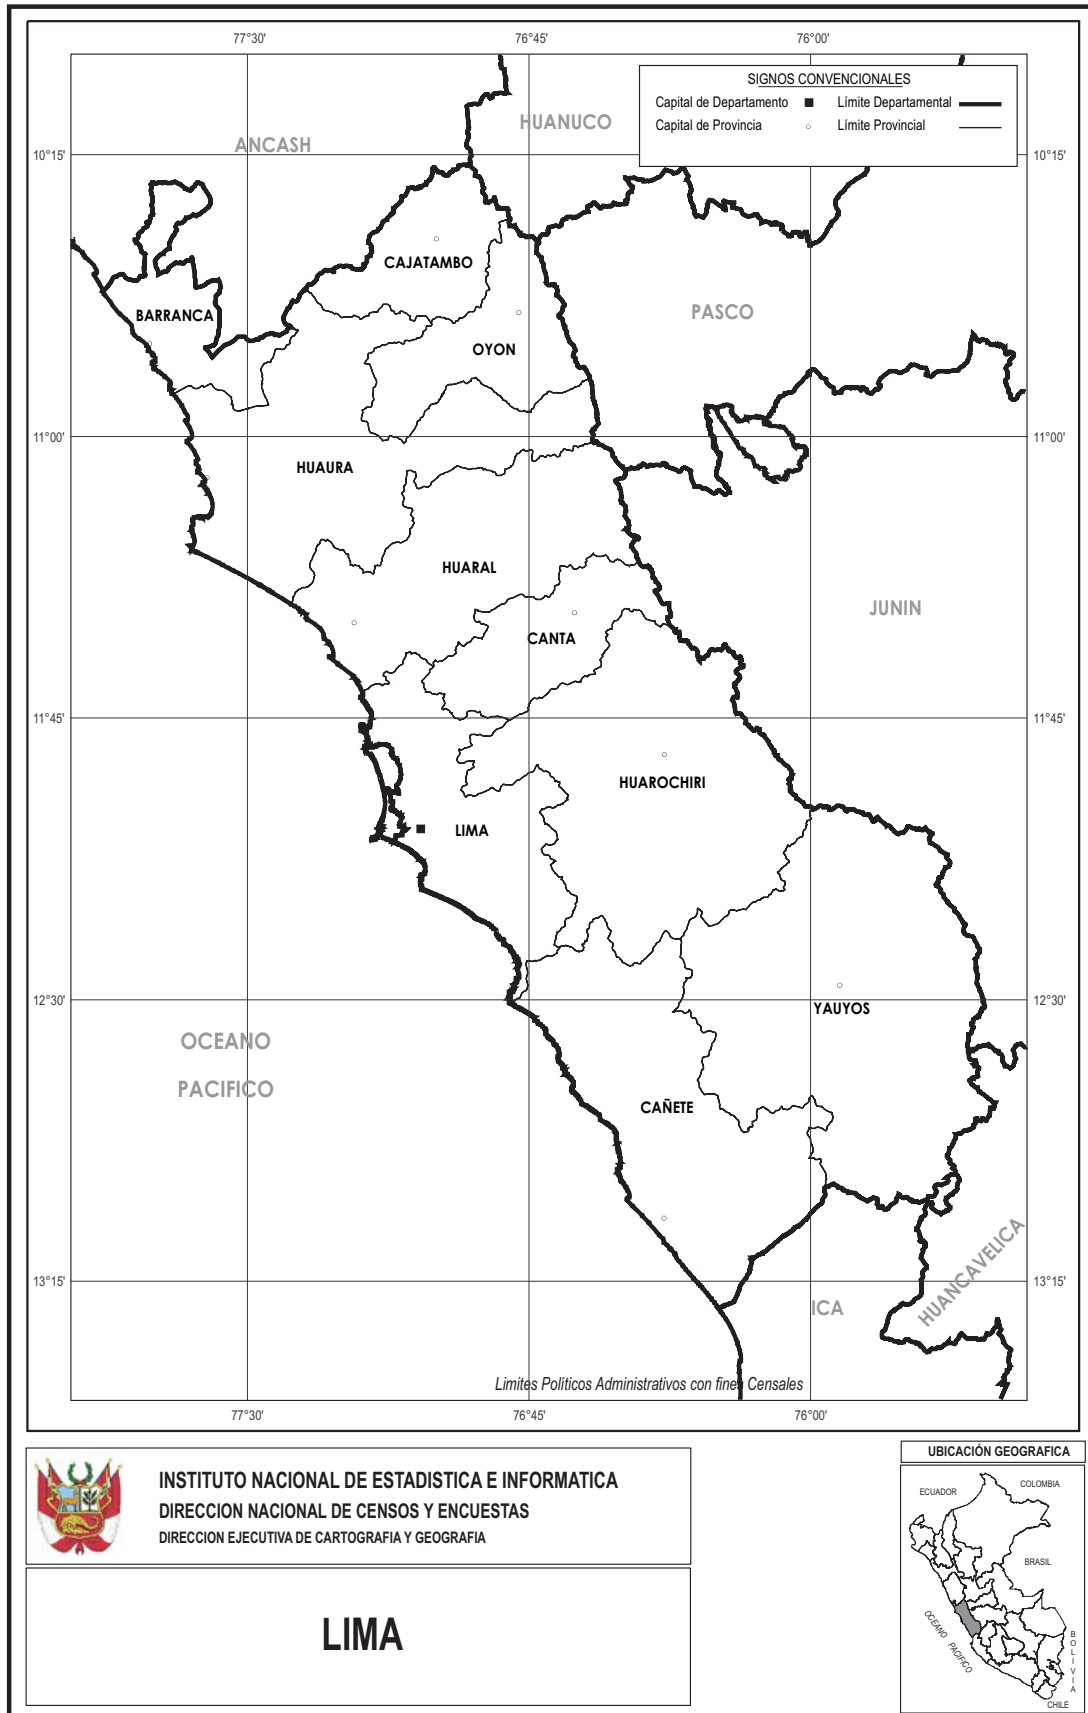 77°30' 76°45' 76°00'
SIGNOS CONVENCIONALES
Capital de Departamento Límite Departamental
Capital de Provincia Límite Provincial
HUANUCO
ANCASH
10°15' 10°15'
CAJATAMBO
BARRANCA
PASCO
OYON
11°00' 11°00'
HUAURA
HUARAL
JUNIN
CANTA
11°45' 11°45'
HUAROCHIRI
LIMA
12°30' 12°30'
YAUYOS
OCEANO
PACIFICO
CAÑETE
HUANCAVELICA
13°15' 13°15'
ICA
Limites Políticos Administrativos con fines Censales
77°30' 76°45' 76°00'
INSTITUTO NACIONAL DE ESTADISTICA E INFORMATICA
DIRECCION NACIONAL DE CENSOS Y ENCUESTAS
DIRECCION EJECUTIVA DE CARTOGRAFIA Y GEOGRAFIA
LIMA
UBICACIÓN GEOGRAFICA
COLOMBIA
ECUADOR
BRASIL
OCEANO PACIFICO
BOLIVIA
CHILE